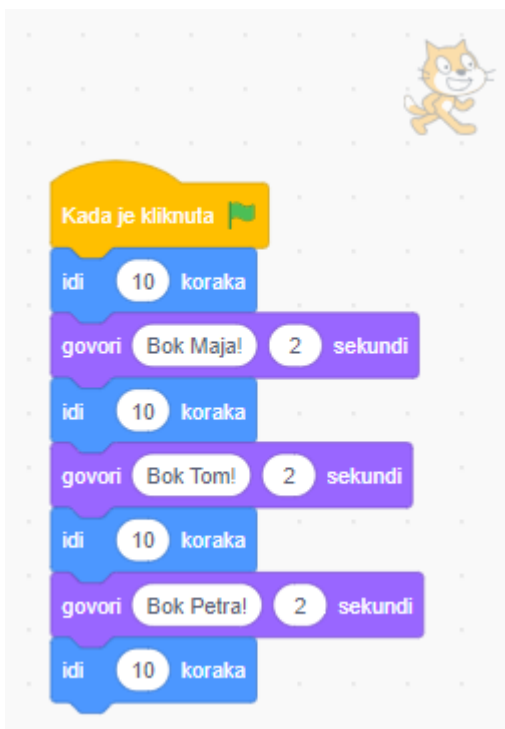 Kada je kliknuta
idi 10 koraka
govori Bok Maja! 2 sekundi
idi 10 koraka
govori Bok Tom! 2 sekundi
idi 10 koraka
govori Bok Petra! 2 sekundi
idi 10 koraka